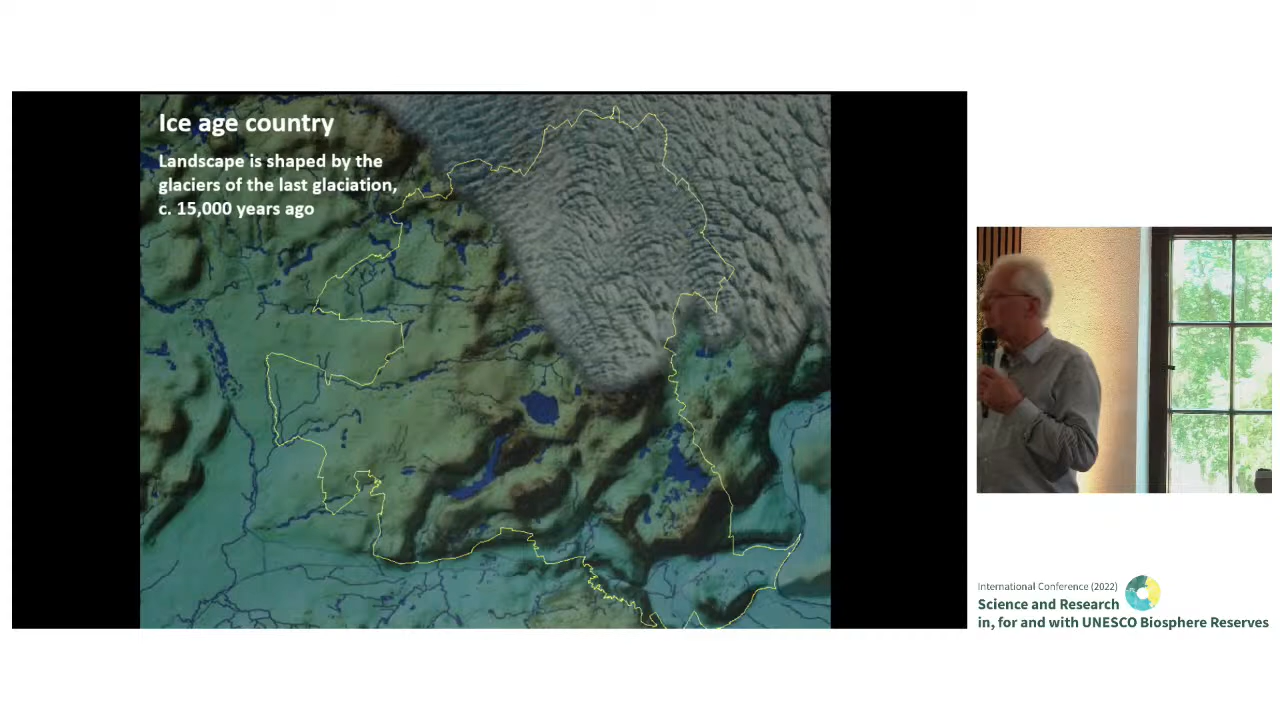 Ice age country
Landscape is shaped by the
glaciers of the last glaciation,
c. 15,000 years ago
International Conference (2022)
Science and Research
in, for and with UNESCO Biosphere Reserves